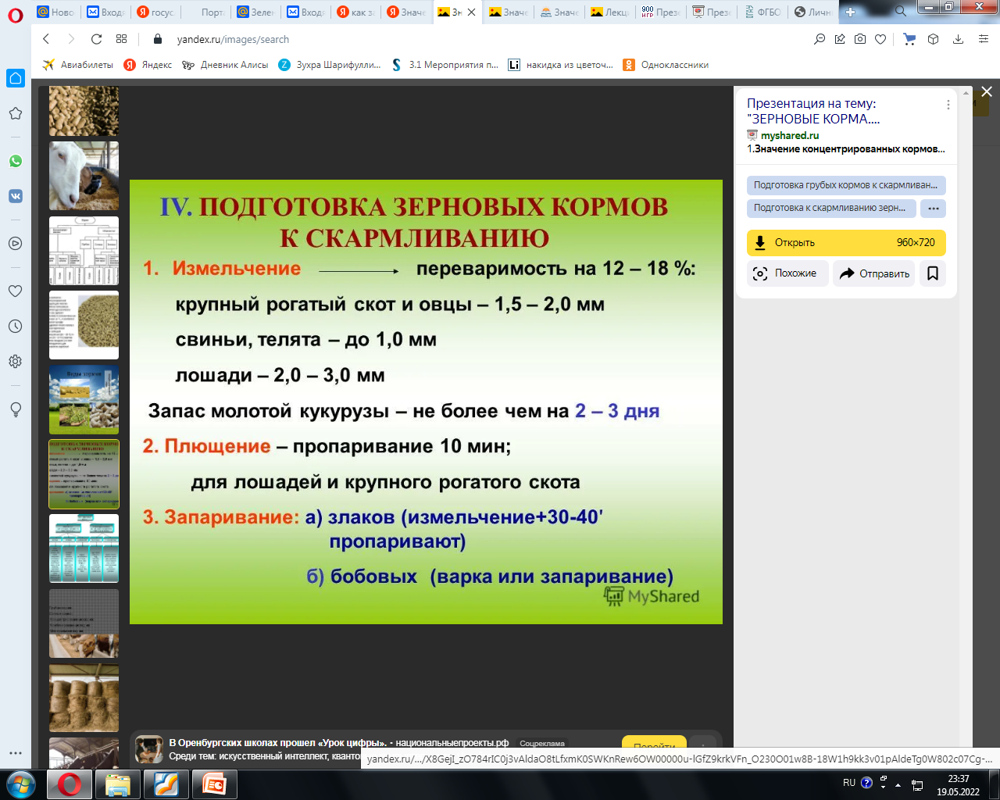 Ново
Входя
госус
Порта
Зелен
Входя
как за
Значе
Зн
Значе
Значе
Лекци
900 ИГР
Презе
Презе
ФГБО
Личн
yandex.ru/images/search
Авиабилеты
Яндекс
Дневник Алисы
Зухра Шарифулли...
3.1 Мероприятия п...
накидка из цветоч...
Одноклассники
IV. ПОДГОТОВКА ЗЕРНОВЫХ КОРМОВ
К СКАРМЛИВАНИЮ
1. Измельчение → переваримость на 12 – 18 %:
крупный рогатый скот и овцы – 1,5 – 2,0 мм
свиньи, телята – до 1,0 мм
лошади – 2,0 – 3,0 мм
Запас молотой кукурузы – не более чем на 2 – 3 дня
2. Плющение – пропаривание 10 мин;
для лошадей и крупного рогатого скота
3. Запаривание: а) злаков (измельчение+30-40'
пропаривают)
б) бобовых (варка или запаривание)
MyShared
Презентация на тему:
"ЗЕРНОВЫЕ КОРМА....
myshared.ru
1.Значение концентрированных кормов...
Подготовка грубых кормов к скармливан...
Подготовка к скармливанию зерн...
Открыть 960×720
Похожие
Отправить
В Оренбургских школах прошел «Урок цифры». • национальныепроекты.рф
Соцреклама
Среди тем: искусственный интеллект, кванто
Перейти
RU
23:37
19.05.2022